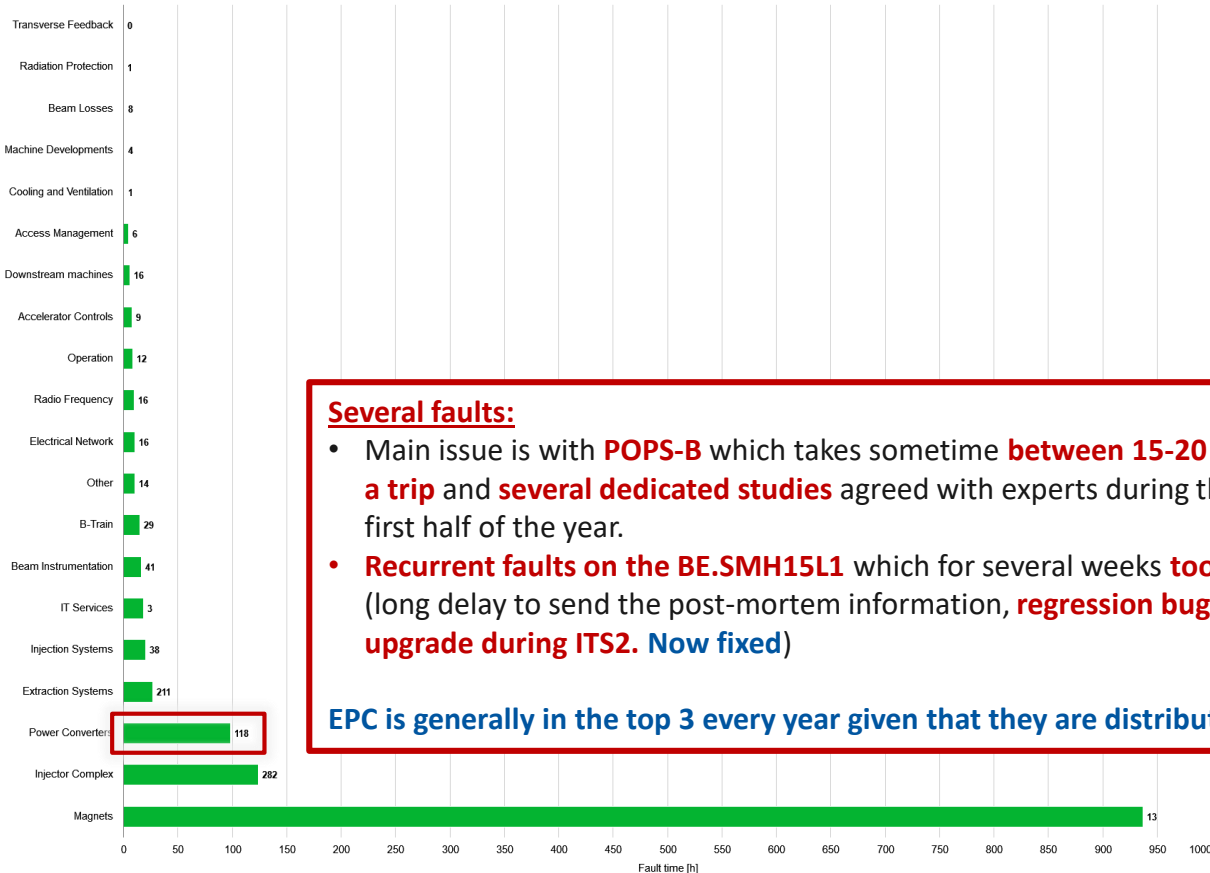 Transverse Feedback 0
Radiation Protection 1
Beam Losses 8
Machine Developments 4
Cooling and Ventilation 1
Access Management 6
Downstream machines 16
Accelerator Controls 9
Operation 12
Radio Frequency 16
Electrical Network 16
Other 14
B-Train 29
Beam Instrumentation 41
IT Services 3
Injection Systems 38
Extraction Systems 211
Power Converters 118
Injector Complex 282
Magnets 13
0 50 100 150 200 250 300 350 400 450 500 550 600 650 700 750 800 850 900 950 1000
Fault time [h]
Several faults:
• Main issue is with POPS-B which takes sometime between 15-20
a trip and several dedicated studies agreed with experts during th
first half of the year.
• Recurrent faults on the BE.SMH15L1 which for several weeks too
(long delay to send the post-mortem information, regression bug
upgrade during ITS2. Now fixed)
EPC is generally in the top 3 every year given that they are distribut